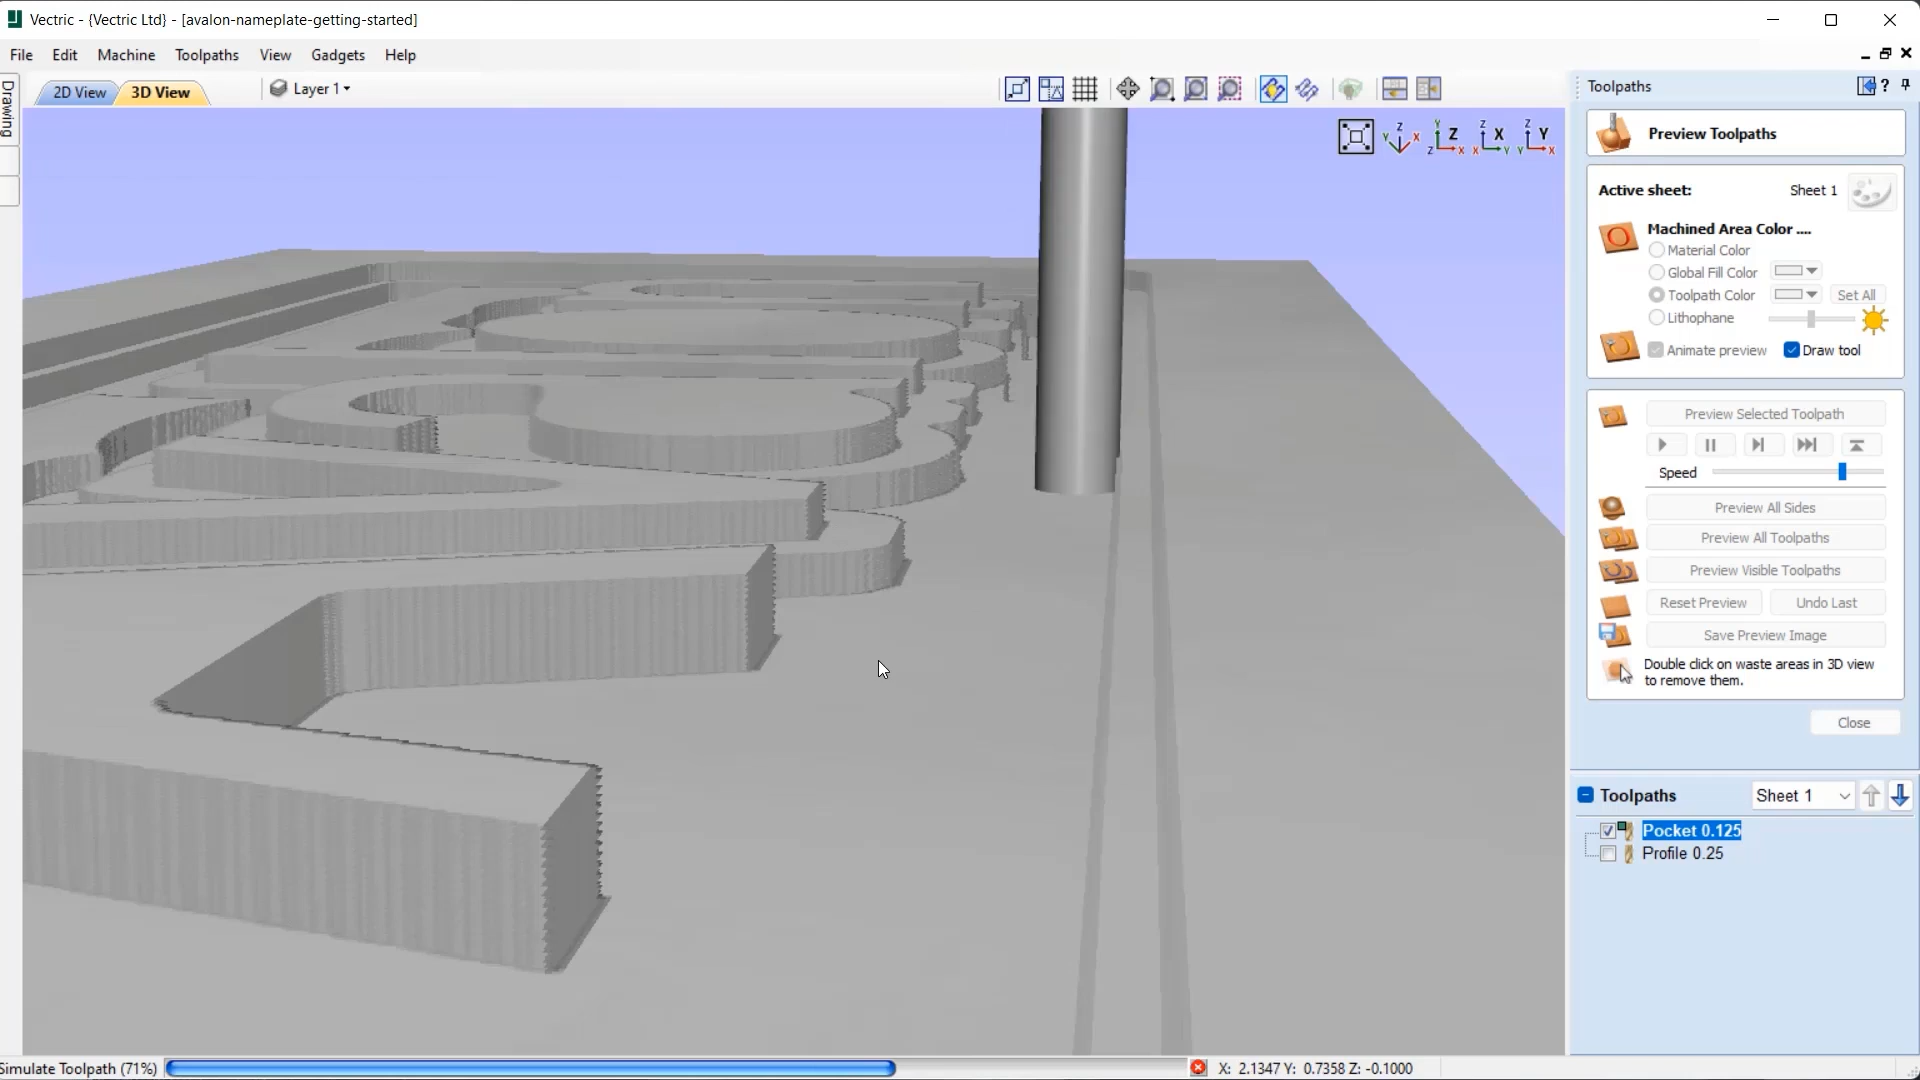 Vectric - {Vectric Ltd} - [avalon-nameplate-getting-started]
File Edit Machine Toolpaths View Gadgets Help
Drawing
2D View 3D View Layer 1
Toolpaths ?
Z Y X
Y Z Z X
Z X X Y
Z Y Y X
Preview Toolpaths
Active sheet: Sheet 1
Machined Area Color ....
Material Color
Global Fill Color
Toolpath Color Set All
Lithophane
Animate preview Draw tool
Preview Selected Toolpath
Speed
Preview All Sides
Preview All Toolpaths
Preview Visible Toolpaths
Reset Preview Undo Last
Save Preview Image
Double click on waste areas in 3D view
to remove them.
Close
Toolpaths Sheet 1
Pocket 0.125
Profile 0.25
Simulate Toolpath (71%) X: 2.1347 Y: 0.7358 Z: -0.1000